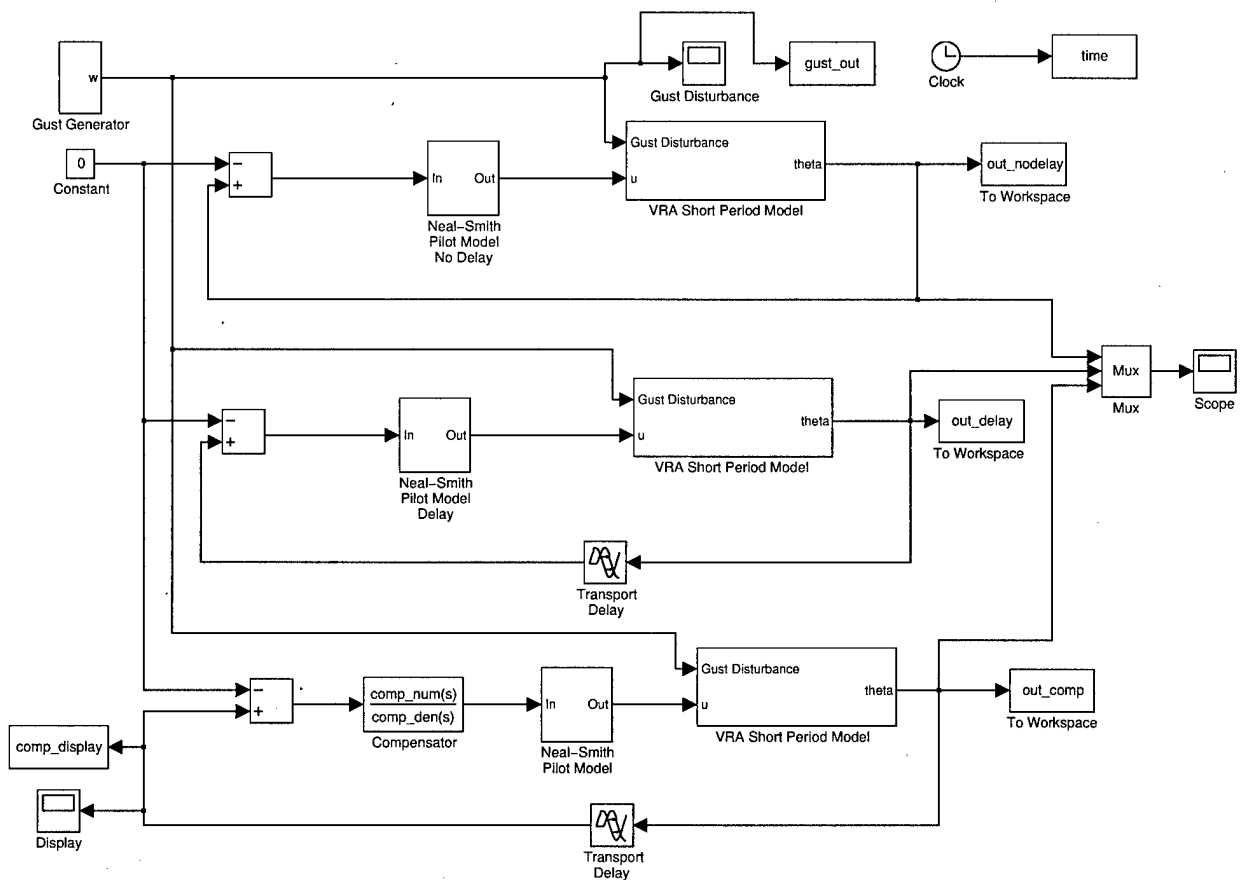 w
Gust Generator
Gust Disturbance
gust_out
Clock
time
0
Constant
−
+
In
Out
Neal−Smith
Pilot Model
No Delay
Gust Disturbance
u
theta
VRA Short Period Model
out_nodelay
To Workspace
Mux
Mux
Scope
−
+
In
Out
Neal−Smith
Pilot Model
Delay
Gust Disturbance
u
theta
VRA Short Period Model
out_delay
To Workspace
Transport
Delay
−
+
comp_num(s)
comp_den(s)
Compensator
In
Out
Neal−Smith
Pilot Model
Gust Disturbance
u
theta
VRA Short Period Model
out_comp
To Workspace
comp_display
Display
Transport
Delay